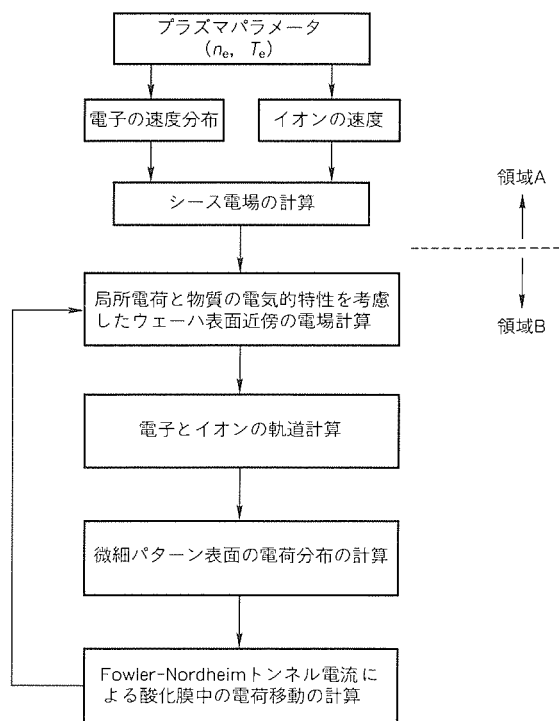 プラズマパラメータ
(ne, Te)
電子の速度分布
イオンの速度
シース電場の計算
領域A
領域B
局所電荷と物質の電気的特性を考慮
したウェーハ表面近傍の電場計算
電子とイオンの軌道計算
微細パターン表面の電荷分布の計算
Fowler-Nordheimトンネル電流に
よる酸化膜中の電荷移動の計算